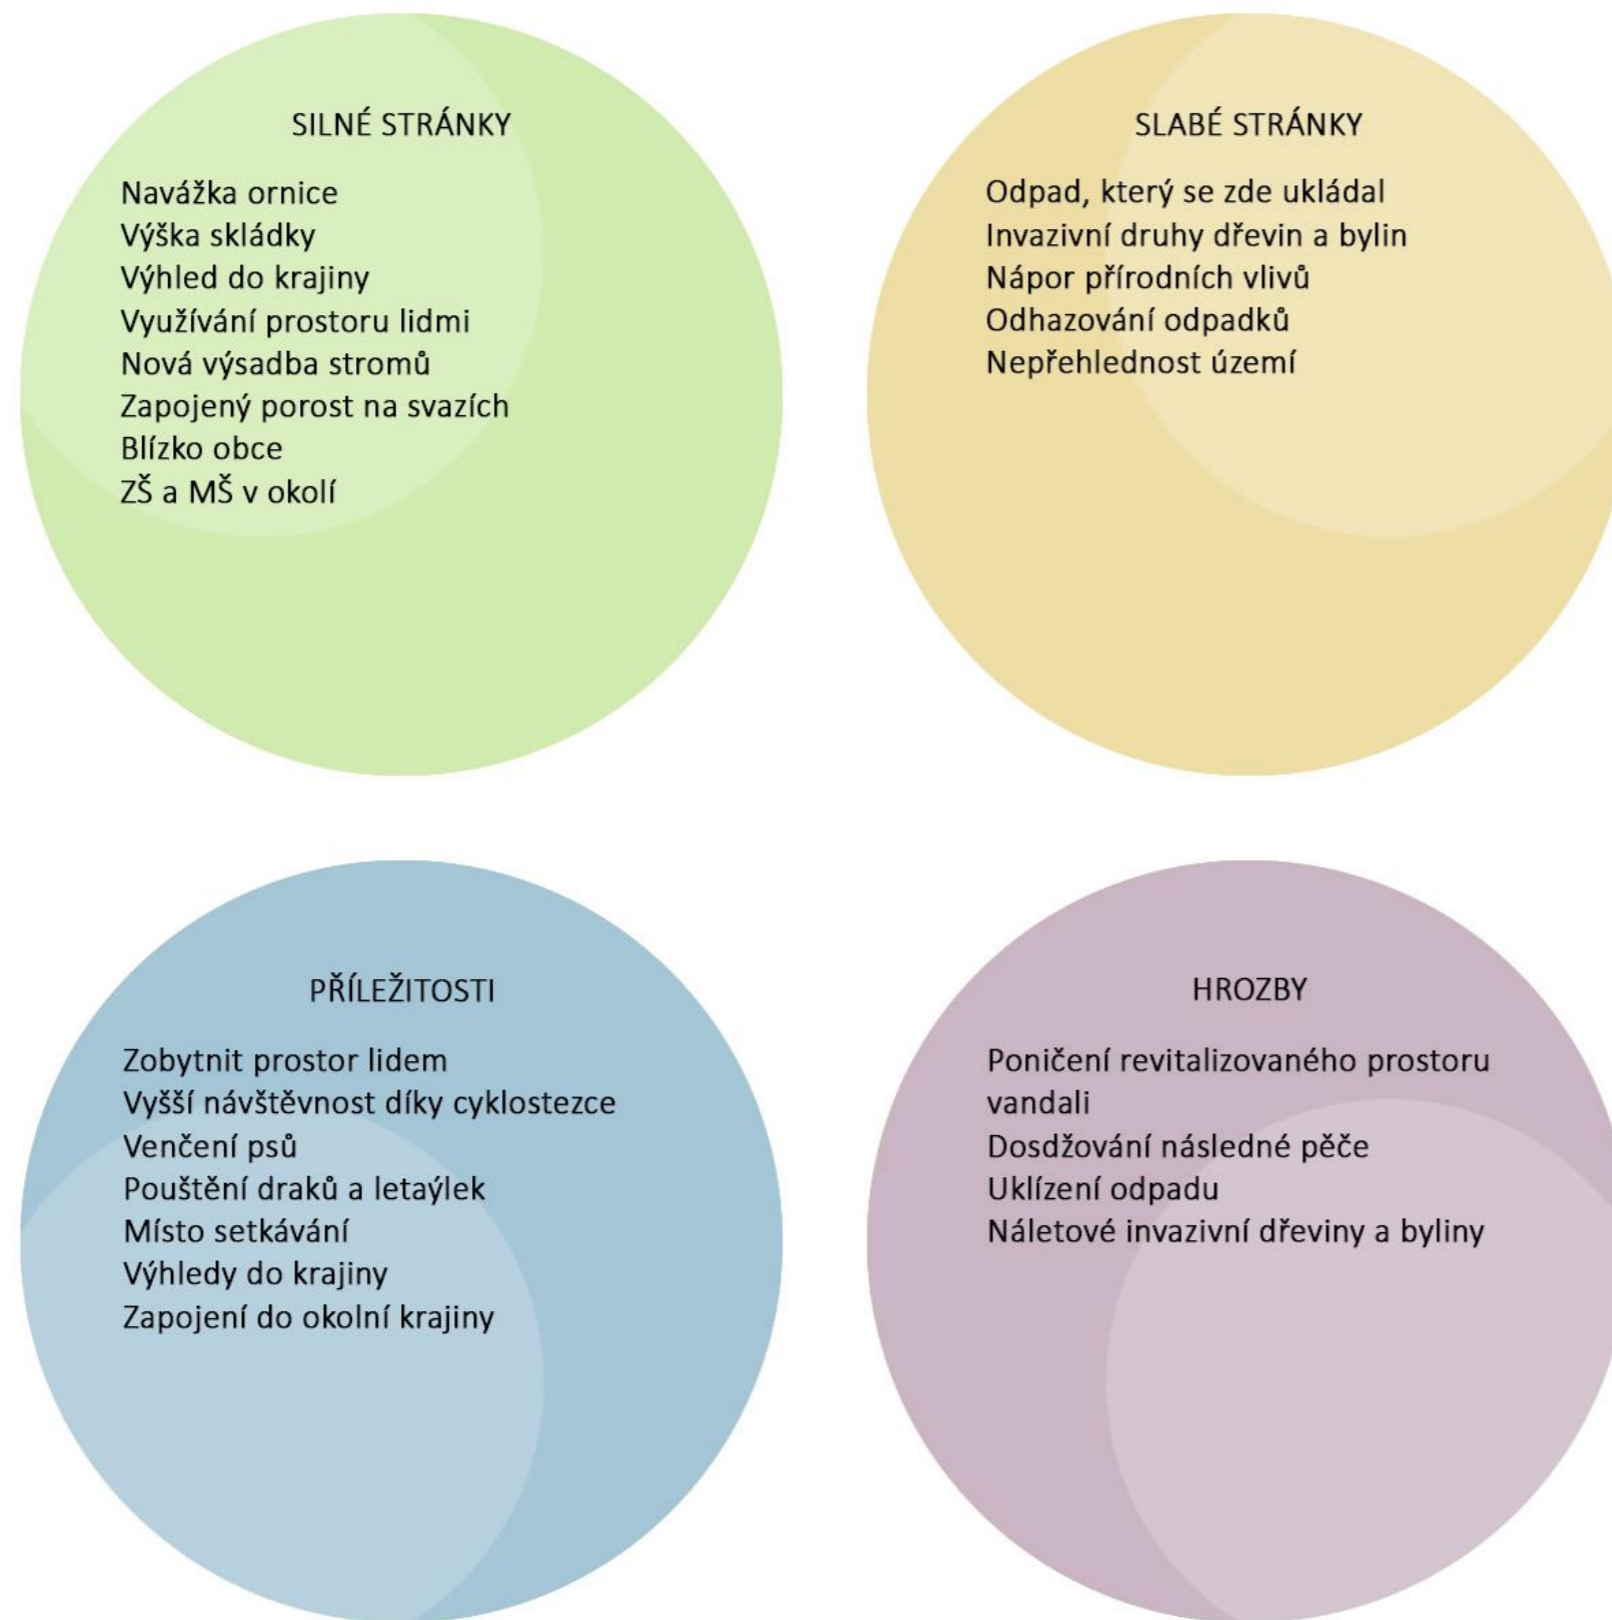 SILNÉ STRÁNKY
Navážka ornice
Výška skládky
Výhled do krajiny
Využívání prostoru lidmi
Nová výsadba stromů
Zapojený porost na svazích
Blízko obce
ZŠ a MŠ v okolí
SLABÉ STRÁNKY
Odpad, který se zde ukládal
Invazivní druhy dřevin a bylin
Nápor přírodních vlivů
Odhazování odpadků
Nepřehlednost území
PŘÍLEŽITOSTI
Zobytnit prostor lidem
Vyšší návštěvnost díky cyklostezce
Venčení psů
Pouštění draků a letaýlek
Místo setkávání
Výhledy do krajiny
Zapojení do okolní krajiny
HROZBY
Poničení revitalizovaného prostoru
vandali
Dosdžování následné pěče
Uklízení odpadu
Náletové invazivní dřeviny a byliny